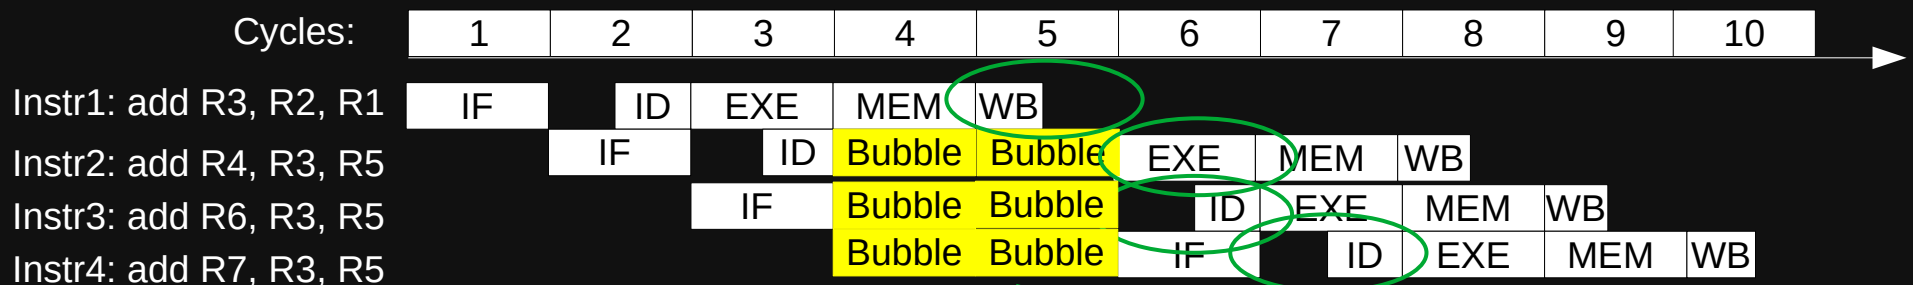 Cycles: 1 2 3 4 5 6 7 8 9 10
Instr1: add R3, R2, R1 IF ID EXE MEM WB
Instr2: add R4, R3, R5 IF ID Bubble Bubble EXE MEM WB
Instr3: add R6, R3, R5 IF Bubble Bubble ID EXE MEM WB
Instr4: add R7, R3, R5 Bubble Bubble IF ID EXE MEM WB